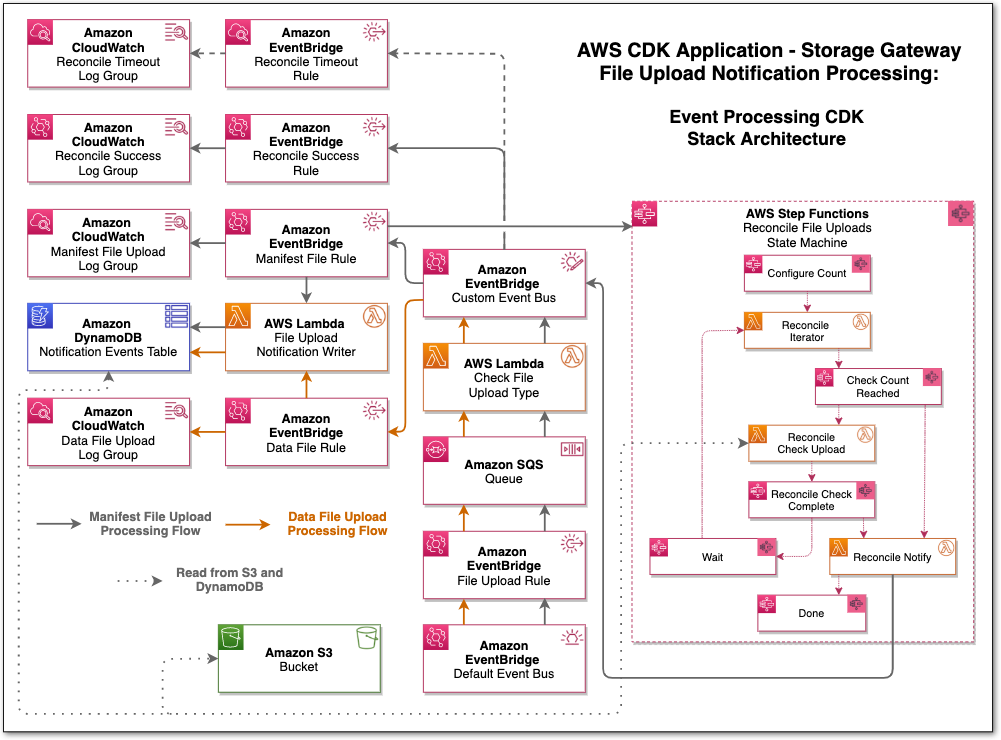 AWS CDK Application - Storage Gateway
File Upload Notification Processing:
Event Processing CDK
Stack Architecture
Amazon
CloudWatch
Reconcile Timeout
Log Group
Amazon
EventBridge
Reconcile Timeout
Rule
Amazon
CloudWatch
Reconcile Success
Log Group
Amazon
EventBridge
Reconcile Success
Rule
Amazon
CloudWatch
Manifest File Upload
Log Group
Amazon
EventBridge
Manifest File Rule
Amazon
EventBridge
Custom Event Bus
Amazon
DynamoDB
Notification Events Table
AWS Lambda
File Upload
Notification Writer
AWS Lambda
Check File
Upload Type
Amazon
CloudWatch
Data File Upload
Log Group
Amazon
EventBridge
Data File Rule
Amazon SQS
Queue
Manifest File Upload
Processing Flow
Data File Upload
Processing Flow
Read from S3 and
DynamoDB
Amazon
EventBridge
File Upload Rule
Amazon S3
Bucket
Amazon
EventBridge
Default Event Bus
AWS Step Functions
Reconcile File Uploads
State Machine
Configure Count
Reconcile
Iterator
Check Count
Reached
Reconcile
Check Upload
Reconcile Check
Complete
Wait
Reconcile Notify
Done